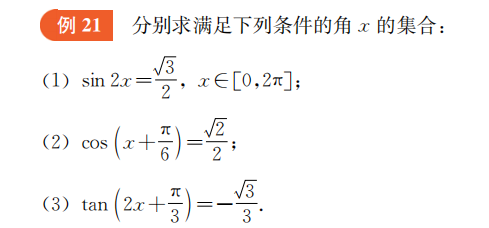 例 21 分别求满足下列条件的角 x 的集合：
(1) sin 2x=√3/2, x∈[0,2π]；
(2) cos(x+π/6)=√2/2；
(3) tan(2x+π/3)=-√3/3.